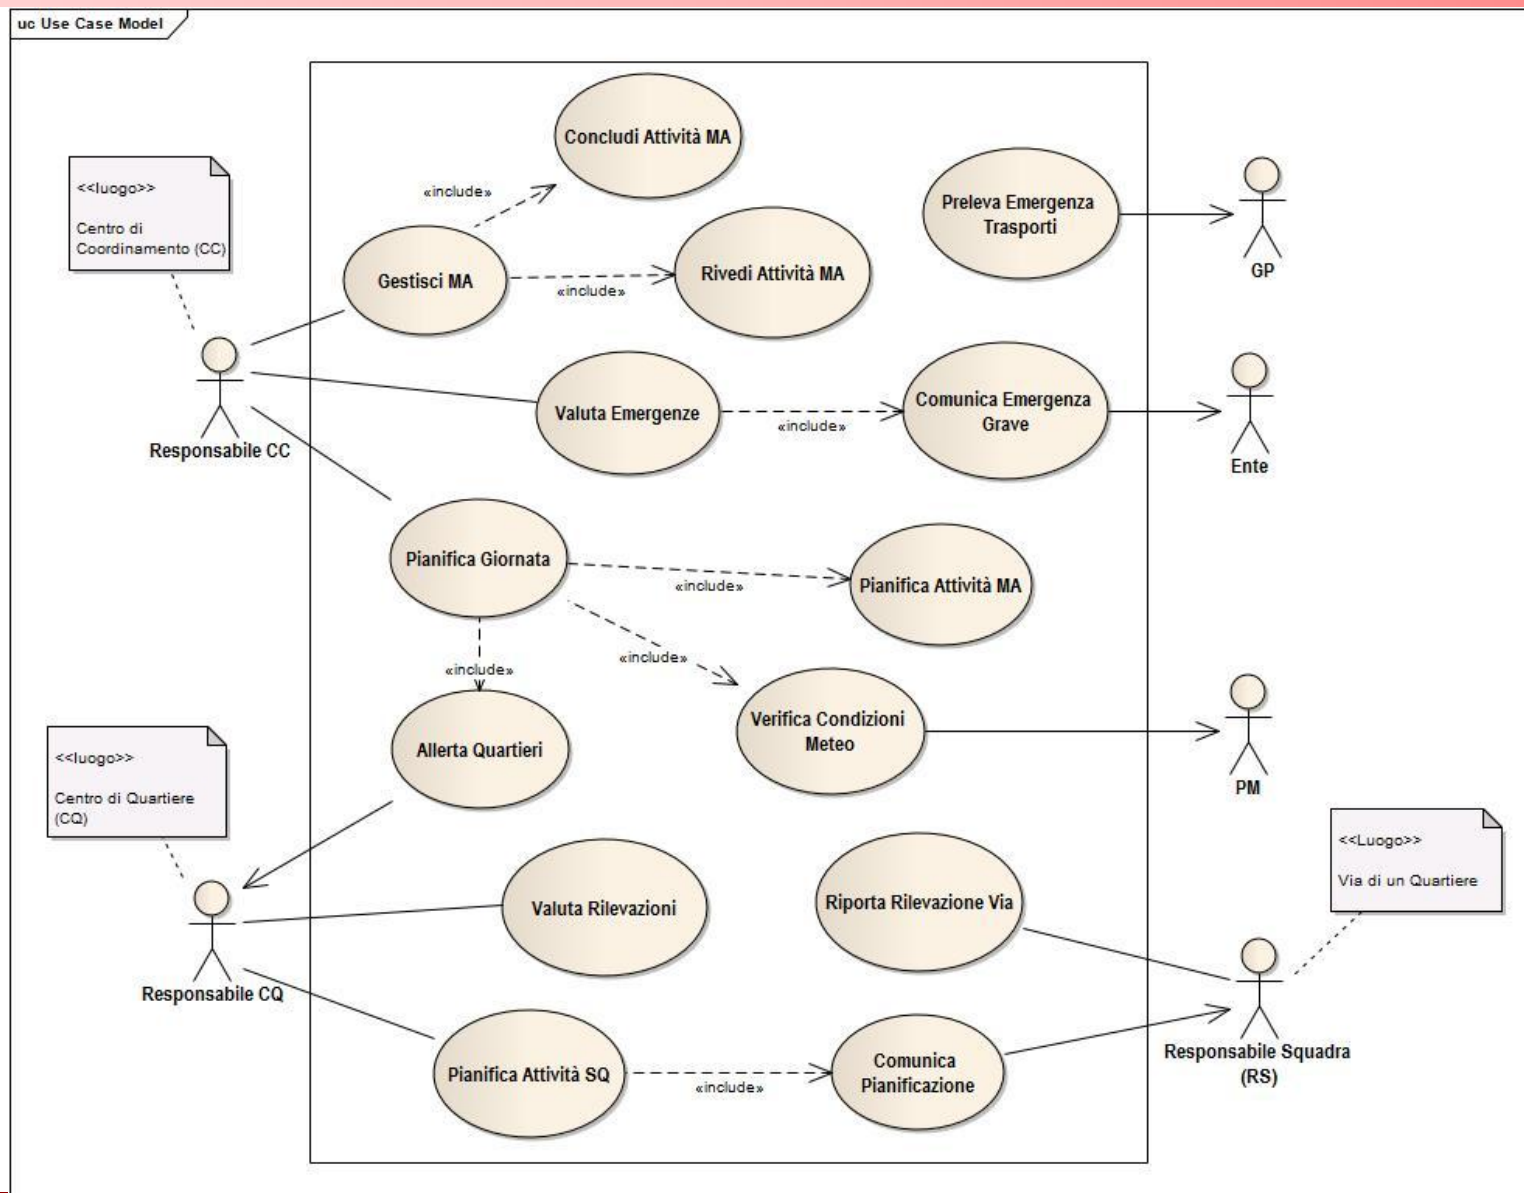 uc Use Case Model
Concludi Attività MA
<<luogo>>
Centro di
Coordinamento (CC)
«include»
Preleva Emergenza
Trasporti
GP
Gestisci MA
«include»
Rivedi Attività MA
Responsabile CC
Valuta Emergenze
«include»
Comunica Emergenza
Grave
Ente
Pianifica Giornata
«include»
Pianifica Attività MA
«include»
«include»
Allerta Quartieri
Verifica Condizioni
Meteo
PM
<<luogo>>
Centro di Quartiere
(CQ)
<<Luogo>>
Via di un Quartiere
Valuta Rilevazioni
Riporta Rilevazione Via
Responsabile CQ
Pianifica Attività SQ
«include»
Comunica
Pianificazione
Responsabile Squadra
(RS)